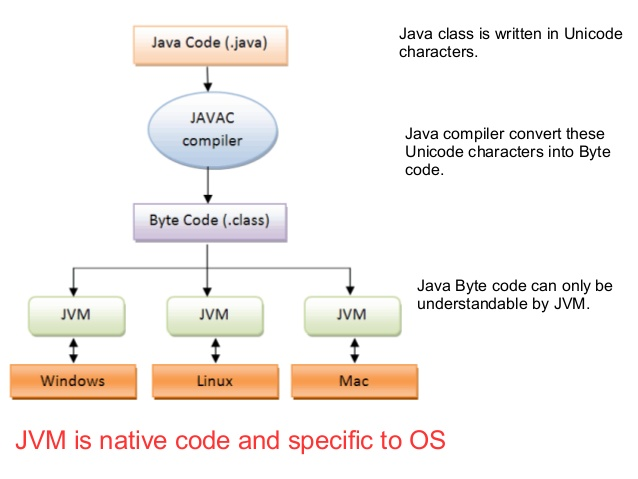 Java Code (.java)
Java class is written in Unicode
characters.
JAVAC
compiler
Java compiler convert these
Unicode characters into Byte
code.
Byte Code (.class)
Java Byte code can only be
understandable by JVM.
JVM
JVM
JVM
Windows
Linux
Mac
JVM is native code and specific to OS